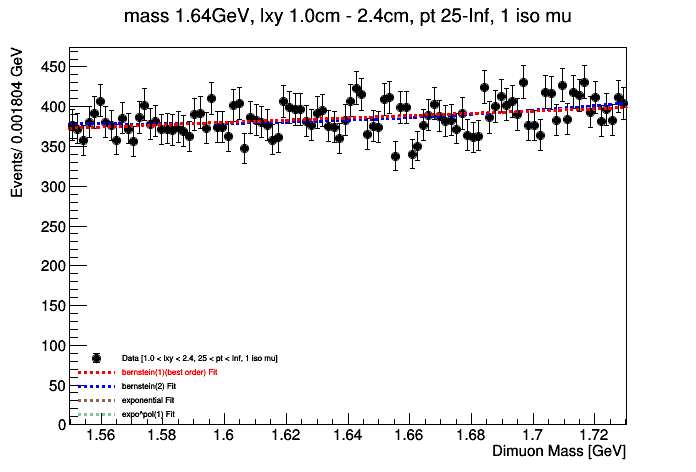 mass 1.64GeV, lxy 1.0cm - 2.4cm, pt 25-Inf, 1 iso mu
Events/ 0.001804 GeV
450
400
350
300
250
200
150
100
50
0
Data [1.0 < lxy < 2.4, 25 < pt < Inf, 1 iso mu]
bernstein(1)(best order) Fit
bernstein(2) Fit
exponential Fit
expo*pol(1) Fit
1.56 1.58 1.6 1.62 1.64 1.66 1.68 1.7 1.72
Dimuon Mass [GeV]